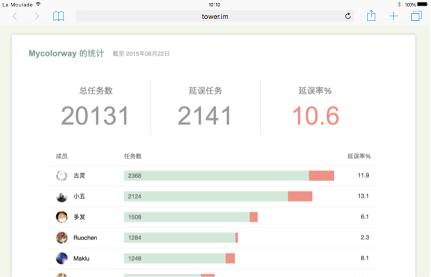 La Moulade 10:10 100%
tower.im
Mycolorway 的统计 截至 2015年06月22日
总任务数 延误任务 延误率%
20131 2141 10.6
成员 任务数 延误率%
古灵 2368 11.9
小五 2124 13.1
多发 1508 6.1
Ruochen 1284 2.3
Maklu 1248 8.1